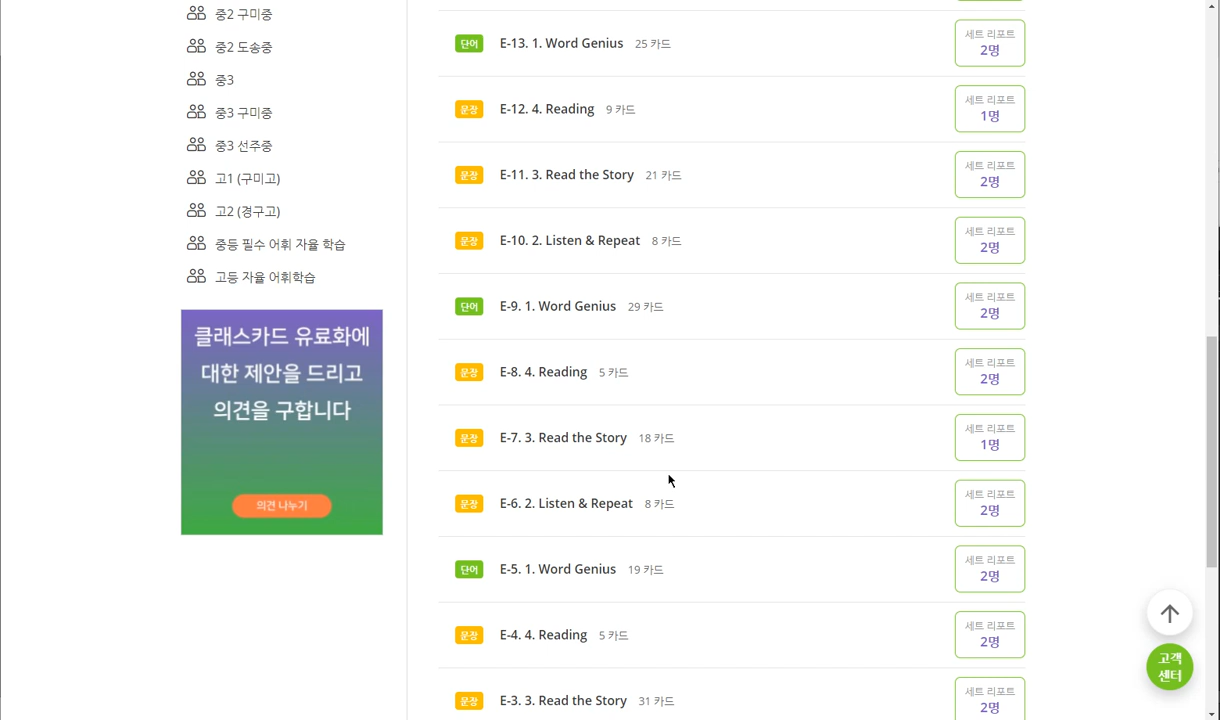 중2 구미중
중2 도송중
중3
중3 구미중
중3 선주중
고1 (구미고)
고2 (경구고)
중등 필수 어휘 자율 학습
고등 자율 어휘학습
클래스카드 유료화에
대한 제안을 드리고
의견을 구합니다
의견 나누기
단어 E-13. 1. Word Genius 25 카드 세트 리포트
2명
문장 E-12. 4. Reading 9 카드 세트 리포트
1명
문장 E-11. 3. Read the Story 21 카드 세트 리포트
2명
문장 E-10. 2. Listen & Repeat 8 카드 세트 리포트
2명
단어 E-9. 1. Word Genius 29 카드 세트 리포트
2명
문장 E-8. 4. Reading 5 카드 세트 리포트
2명
문장 E-7. 3. Read the Story 18 카드 세트 리포트
1명
문장 E-6. 2. Listen & Repeat 8 카드 세트 리포트
2명
단어 E-5. 1. Word Genius 19 카드 세트 리포트
2명
문장 E-4. 4. Reading 5 카드 세트 리포트
2명
문장 E-3. 3. Read the Story 31 카드 세트 리포트
2명
고객
센터